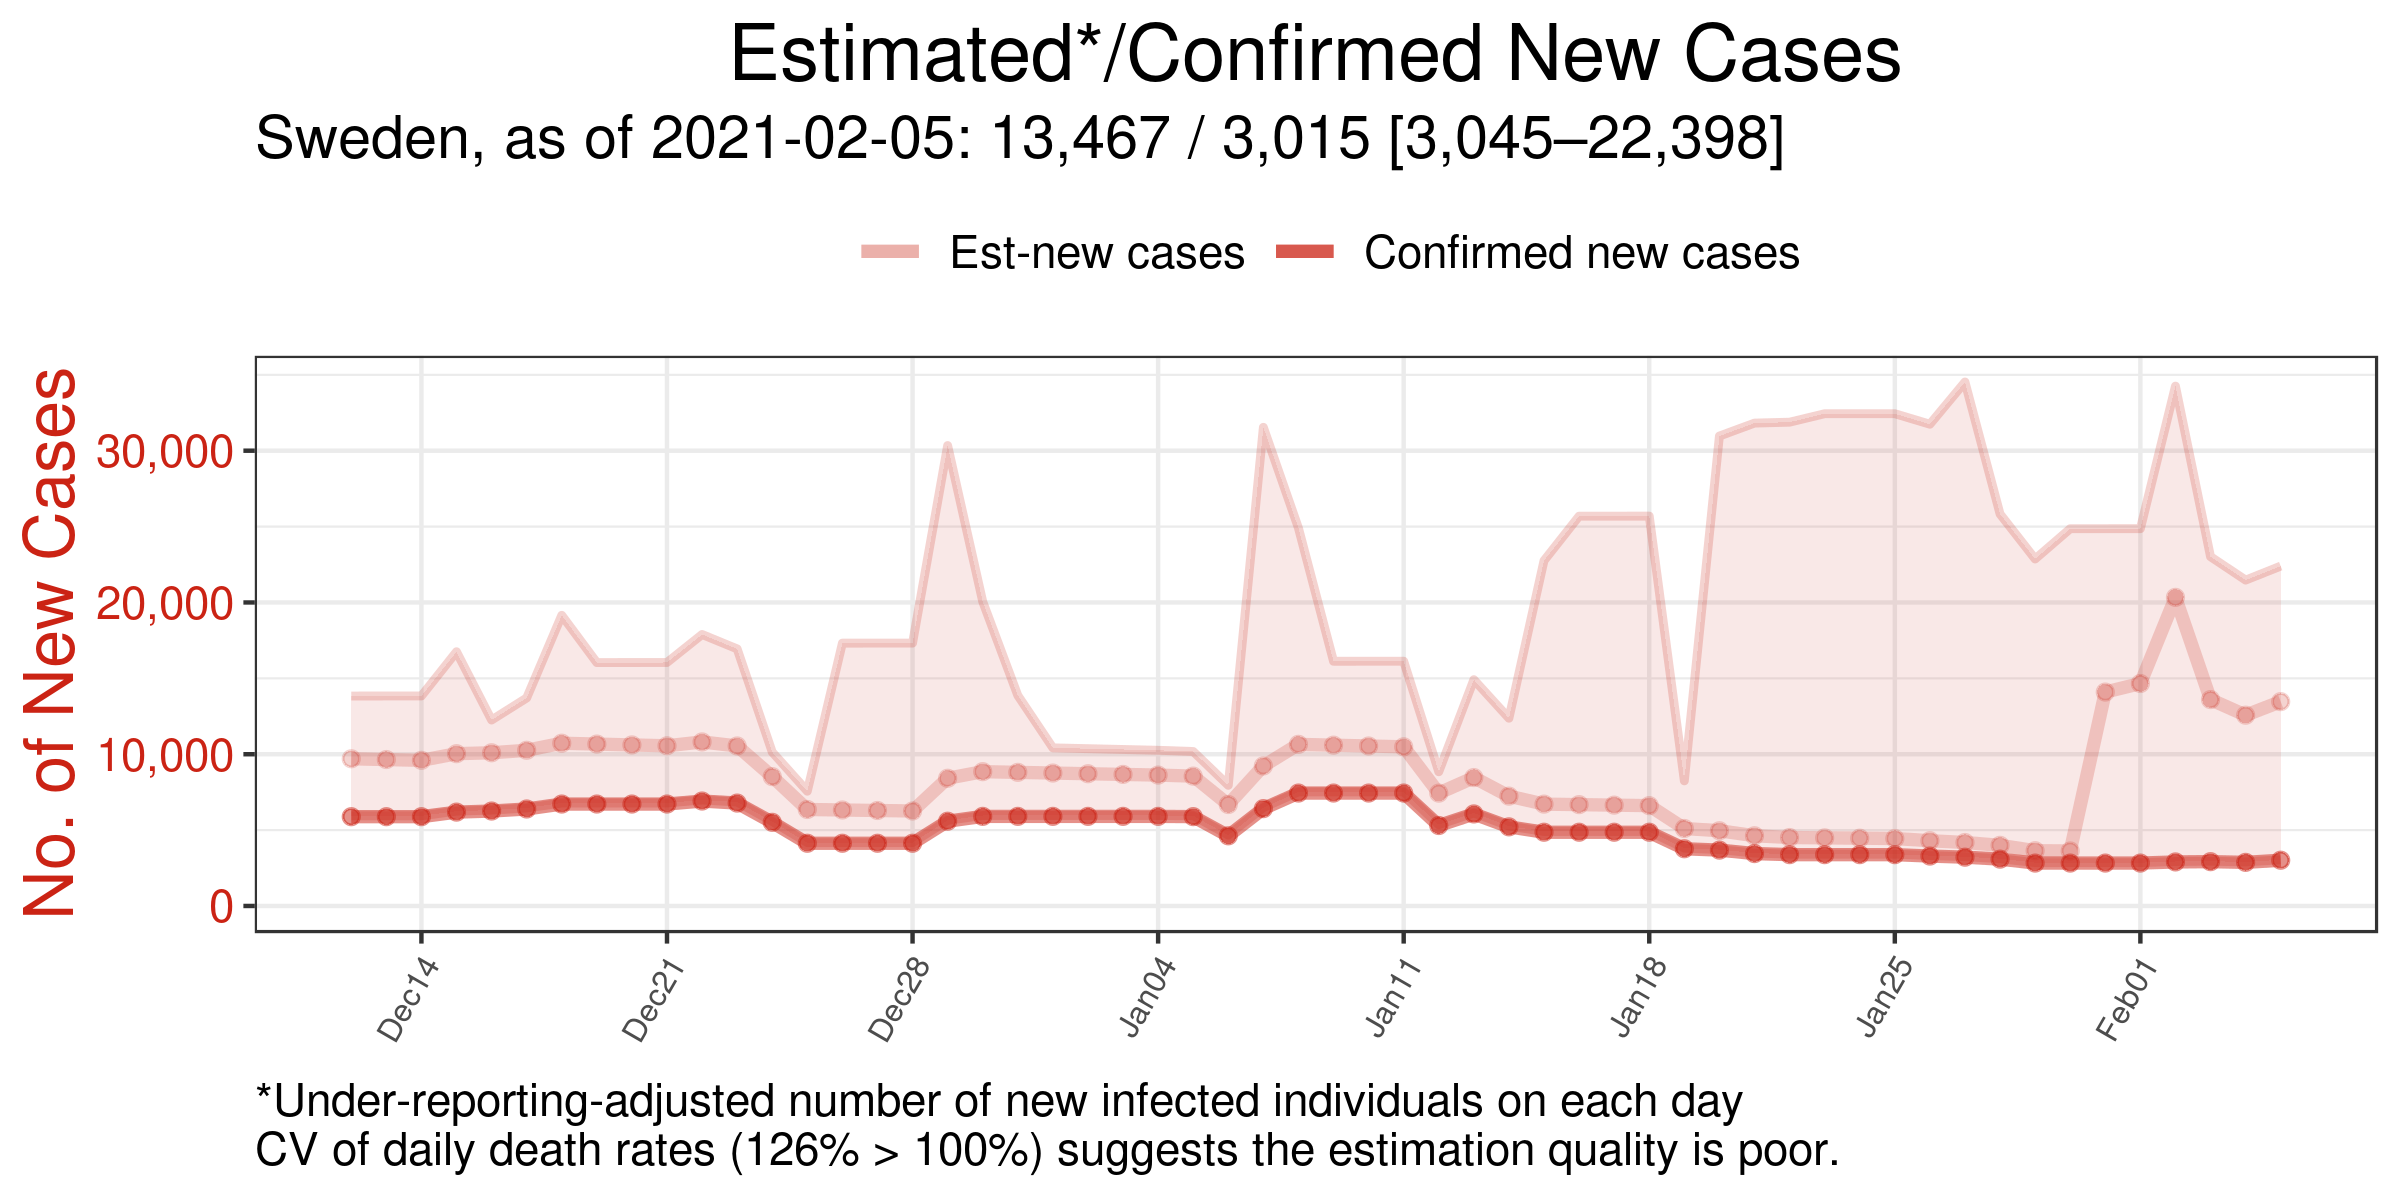 Estimated*/Confirmed New Cases
Sweden, as of 2021-02-05: 13,467 / 3,015 [3,045–22,398]
Est-new cases
Confirmed new cases
No. of New Cases
30,000
20,000
10,000
0
Dec14
Dec21
Dec28
Jan04
Jan11
Jan18
Jan25
Feb01
*Under-reporting-adjusted number of new infected individuals on each day
CV of daily death rates (126% > 100%) suggests the estimation quality is poor.